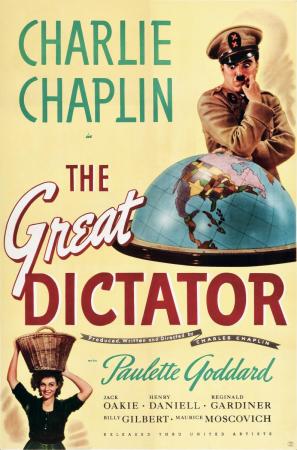 CHARLIE
CHAPLIN
in
THE
Great
DICTATOR
Produced, Written and Directed by CHARLES CHAPLIN
with
Paulette Goddard
JACK OAKIE · HENRY DANIELL · REGINALD GARDINER
BILLY GILBERT · MAURICE MOSCOVICH
RELEASED THRU UNITED ARTISTS